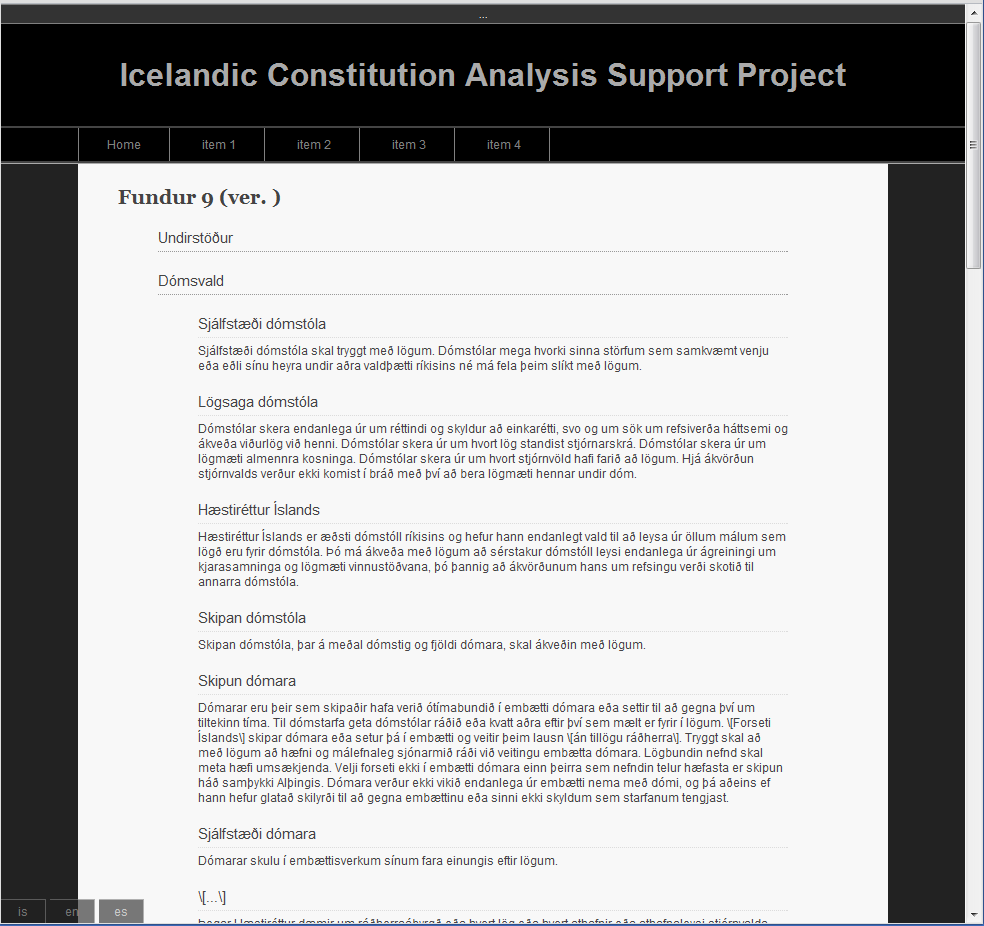 ...
Icelandic Constitution Analysis Support Project
Home item 1 item 2 item 3 item 4
Fundur 9 (ver. )
Undirstöður
Dómsvald
Sjálfstæði dómstóla
Sjálfstæði dómstóla skal tryggt með lögum. Dómstólar mega hvorki sinna störfum sem samkvæmt venju
eða eðli sínu heyra undir aðra valdþætti ríkisins né má fela þeim slíkt með lögum.
Lögsaga dómstóla
Dómstólar skera endanlega úr um réttindi og skyldur að einkarétti, svo og um sök um refsiverða háttsemi og
ákveða viðurlög við henni. Dómstólar skera úr um hvort lög standist stjórnarskrá. Dómstólar skera úr um
lögmæti almennra kosninga. Dómstólar skera úr um hvort stjórnvöld hafi farið að lögum. Hjá ákvörðun
stjórnvalds verður ekki komist í bráð með því að bera lögmæti hennar undir dóm.
Hæstiréttur Íslands
Hæstiréttur Íslands er æðsti dómstóll ríkisins og hefur hann endanlegt vald til að leysa úr öllum málum sem
lögð eru fyrir dómstóla. Þó má ákveða með lögum að sérstakur dómstóll leysi endanlega úr ágreiningi um
kjarasamninga og lögmæti vinnustöðvana, þó þannig að ákvörðunum hans um refsingu verði skotið til
annarra dómstóla.
Skipan dómstóla
Skipan dómstóla, þar á meðal dómstig og fjöldi dómara, skal ákveðin með lögum.
Skipun dómara
Dómarar eru þeir sem skipaðir hafa verið ótímabundið í embætti dómara eða settir til að gegna því um
tiltekinn tíma. Til dómstarfa geta dómstólar ráðið eða kvatt aðra eftir því sem mælt er fyrir í lögum. \[Forseti
Íslands\] skipar dómara eða setur þá í embætti og veitir þeim lausn \[án tillögu ráðherra\]. Tryggt skal að
með lögum að hæfni og málefnaleg sjónarmið ráði við veitingu embætta dómara. Lögbundin nefnd skal
meta hæfi umsækjenda. Velji forseti ekki í embætti dómara einn þeirra sem nefndin telur hæfasta er skipun
háð samþykki Alþingis. Dómara verður ekki vikið endanlega úr embætti nema með dómi, og þá aðeins ef
hann hefur glatað skilyrði til að gegna embættinu eða sinni ekki skyldum sem starfanum tengjast.
Sjálfstæði dómara
Dómarar skulu í embættisverkum sínum fara einungis eftir lögum.
\[...\]
is en es